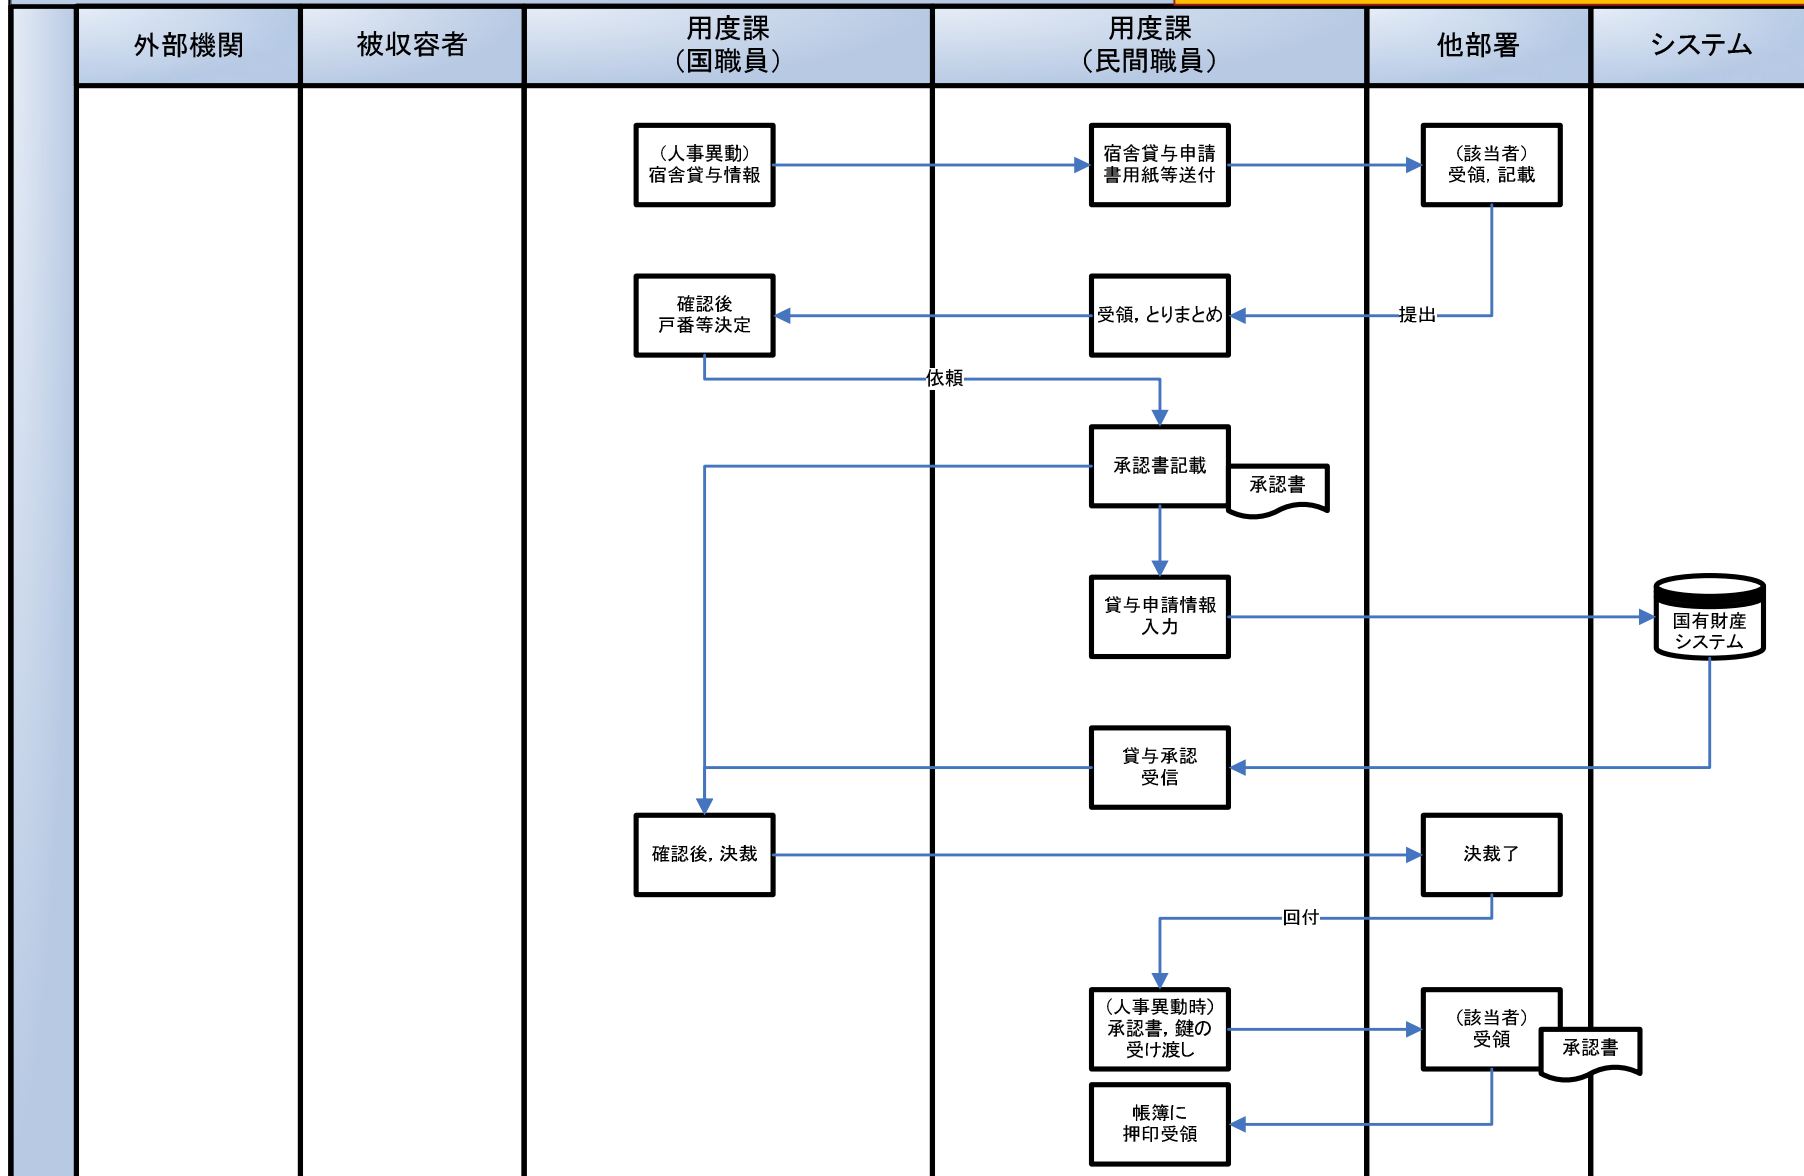 外部機関
被収容者
用度課
（国職員）
用度課
（民間職員）
他部署
システム
（人事異動）
宿舎貸与情報
宿舎貸与申請
書用紙等送付
（該当者）
受領，記載
確認後
戸番等決定
受領，とりまとめ
提出
依頼
承認書記載
承認書
貸与申請情報
入力
国有財産
システム
貸与承認
受信
確認後，決裁
決裁了
回付
（人事異動時）
承認書，鍵の
受け渡し
（該当者）
受領
承認書
帳簿に
押印受領